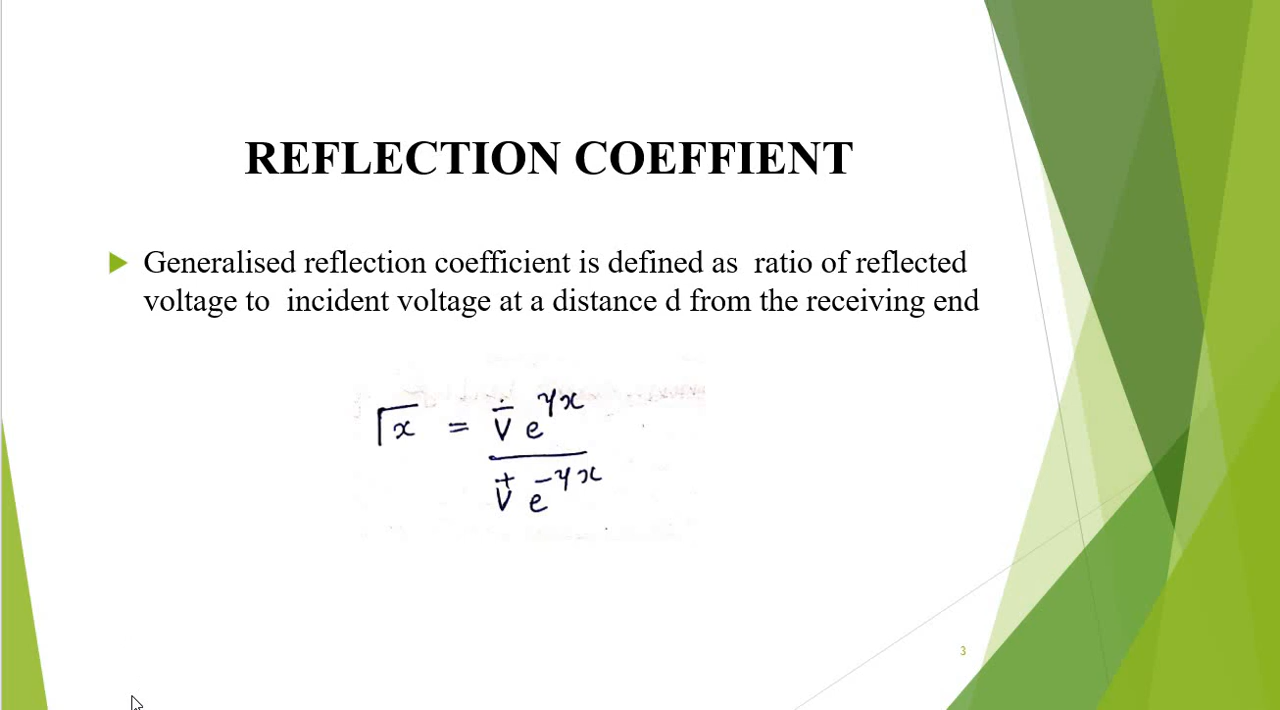 REFLECTION COEFFIENT
Generalised reflection coefficient is defined as ratio of reflected
voltage to incident voltage at a distance d from the receiving end
Γx = V̄ e^γx
V⁺ e^-γx
3